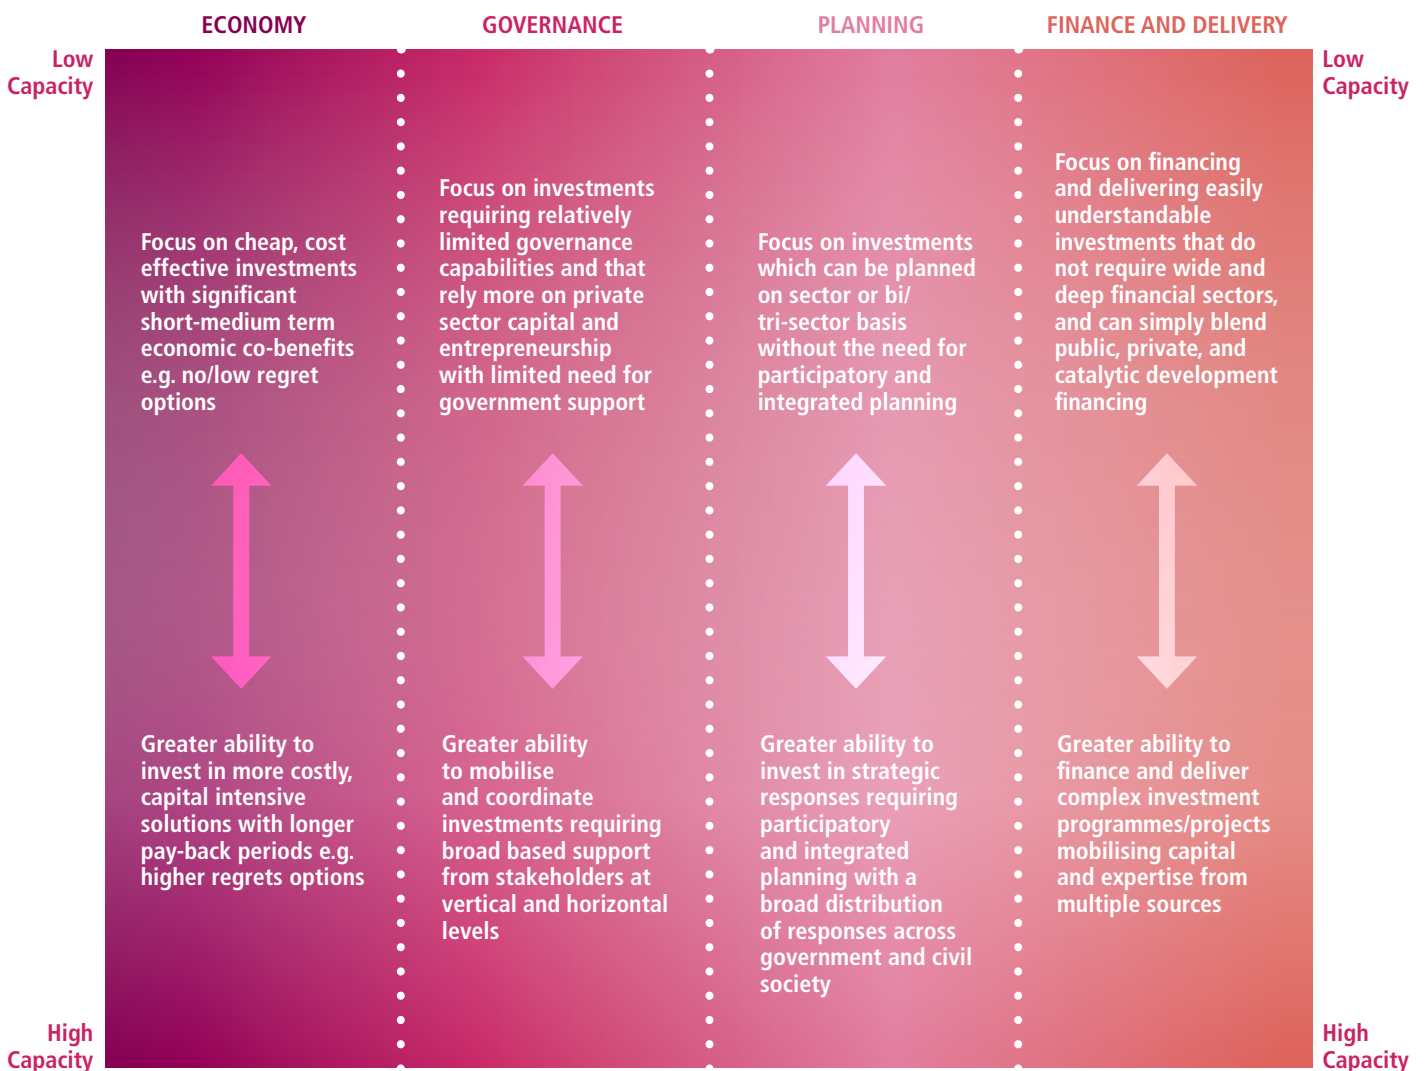 ECONOMY
GOVERNANCE
PLANNING
FINANCE AND DELIVERY
Low
Capacity
Low
Capacity
Focus on cheap, cost
effective investments
with significant
short-medium term
economic co-benefits
e.g. no/low regret
options
Focus on investments
requiring relatively
limited governance
capabilities and that
rely more on private
sector capital and
entrepreneurship
with limited need for
government support
Focus on investments
which can be planned
on sector or bi/
tri-sector basis
without the need for
participatory and
integrated planning
Focus on financing
and delivering easily
understandable
investments that do
not require wide and
deep financial sectors,
and can simply blend
public, private, and
catalytic development
financing
Greater ability to
invest in more costly,
capital intensive
solutions with longer
pay-back periods e.g.
higher regrets options
Greater ability
to mobilise
and coordinate
investments requiring
broad based support
from stakeholders at
vertical and horizontal
levels
Greater ability to
invest in strategic
responses requiring
participatory
and integrated
planning with a
broad distribution
of responses across
government and civil
society
Greater ability to
finance and deliver
complex investment
programmes/projects
mobilising capital
and expertise from
multiple sources
High
Capacity
High
Capacity